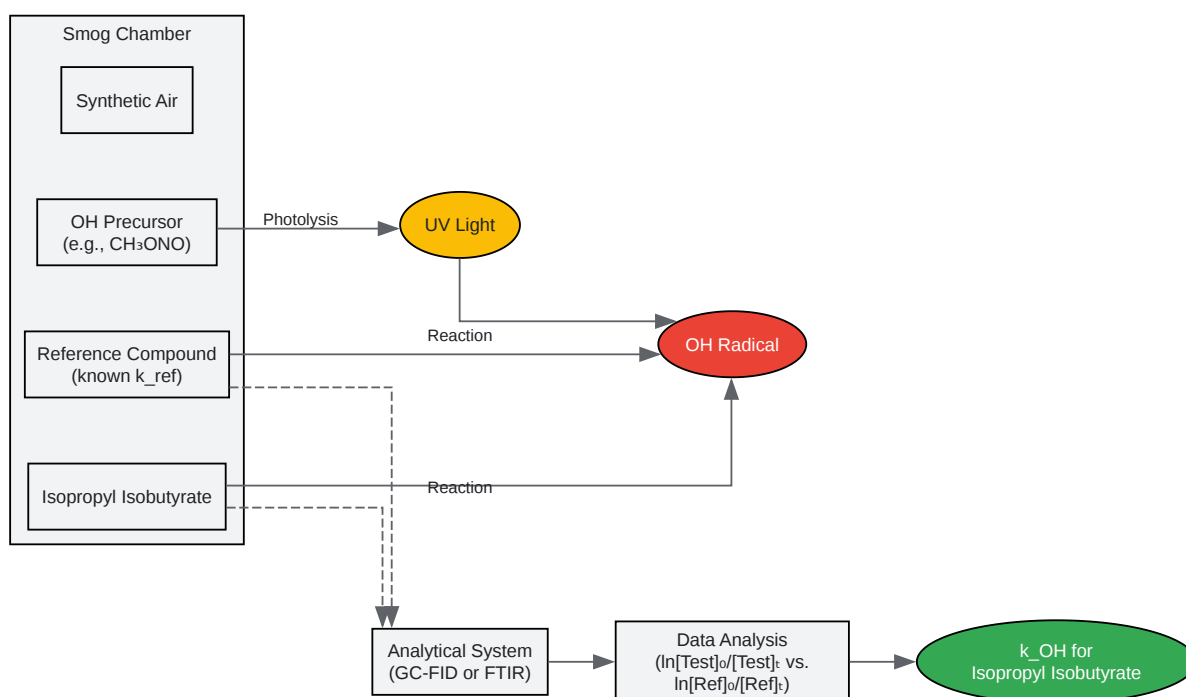 Smog Chamber
Synthetic Air
OH Precursor
(e.g., CH₃ONO)
Photolysis
UV Light
Reference Compound
(known k_ref)
Reaction
OH Radical
Isopropyl Isobutyrate
Reaction
Analytical System
(GC-FID or FTIR)
Data Analysis
(ln[Test]₀/[Test]ₜ vs.
ln[Ref]₀/[Ref]ₜ)
k_OH for
Isopropyl Isobutyrate